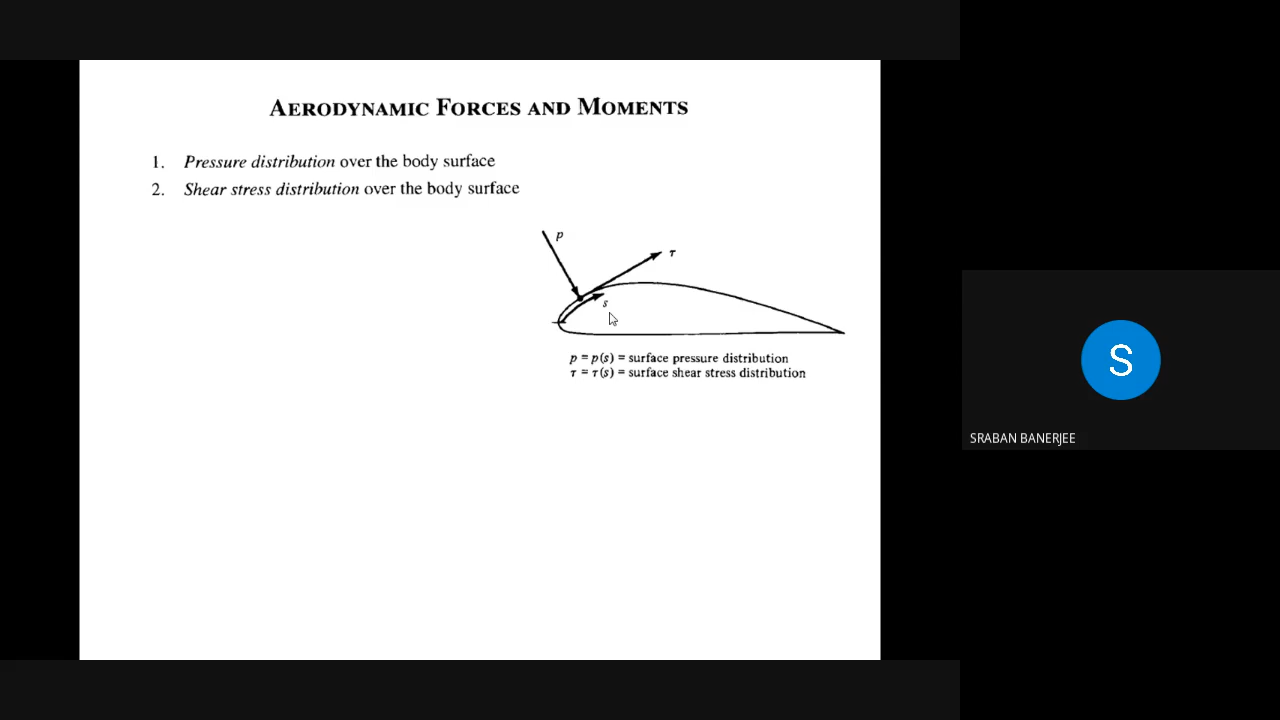 AERODYNAMIC FORCES AND MOMENTS
1. Pressure distribution over the body surface
2. Shear stress distribution over the body surface
p
τ
s
p = p(s) = surface pressure distribution
τ = τ(s) = surface shear stress distribution
S
SRABAN BANERJEE